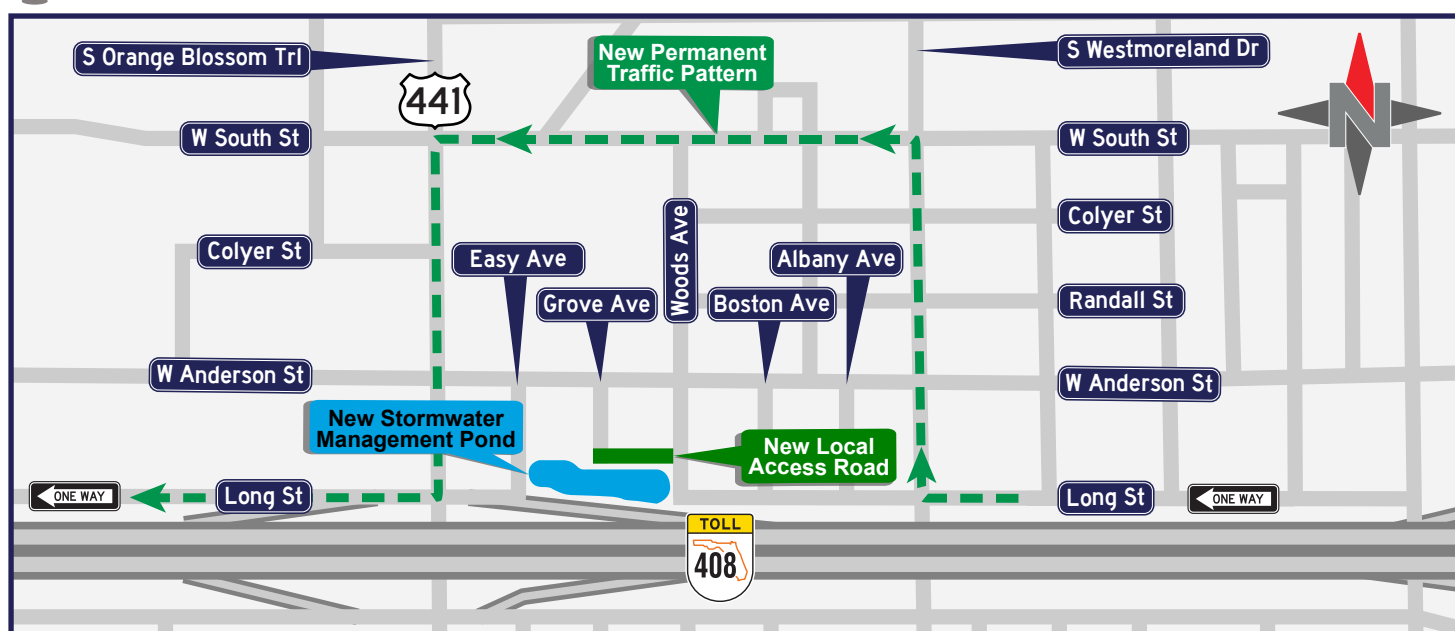 S Orange Blossom Trl
New Permanent
Traffic Pattern
S Westmoreland Dr
441
N
W South St
W South St
Colyer St
Woods Ave
Colyer St
Easy Ave
Albany Ave
Grove Ave
Boston Ave
Randall St
W Anderson St
W Anderson St
New Stormwater
Management Pond
New Local
Access Road
ONE WAY
Long St
Long St
ONE WAY
TOLL
408